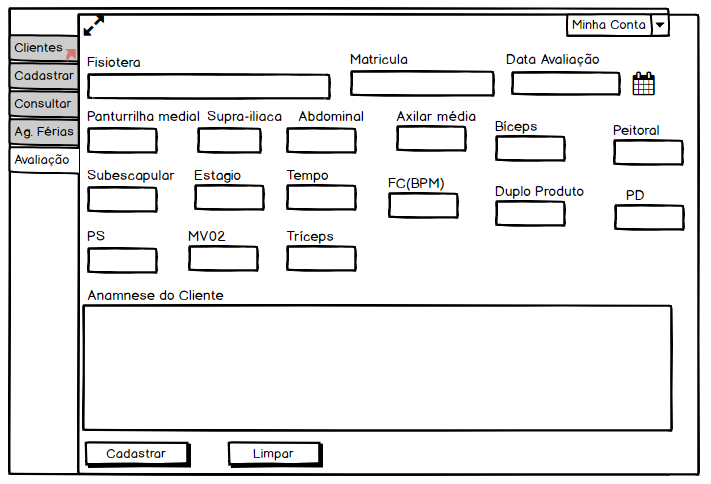 Minha Conta
Clientes
Cadastrar
Consultar
Ag. Férias
Avaliação
Fisiotera
Matricula
Data Avaliação
Panturrilha medial
Supra-iliaca
Abdominal
Axilar média
Bíceps
Peitoral
Subescapular
Estagio
Tempo
FC(BPM)
Duplo Produto
PD
PS
MV02
Tríceps
Anamnese do Cliente
Cadastrar
Limpar